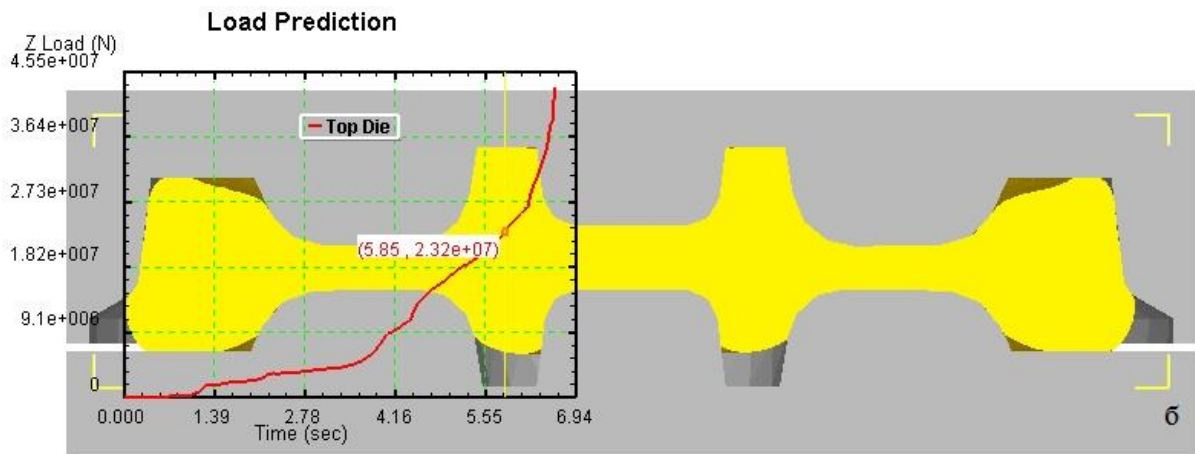 Load Prediction
Z Load (N)
4.55e+007
3.64e+007
Top Die
2.73e+007
(5.85 , 2.32e+07)
1.82e+007
9.1e+006
0
0.000 1.39 2.78 4.16 5.55 6.94
Time (sec)
б